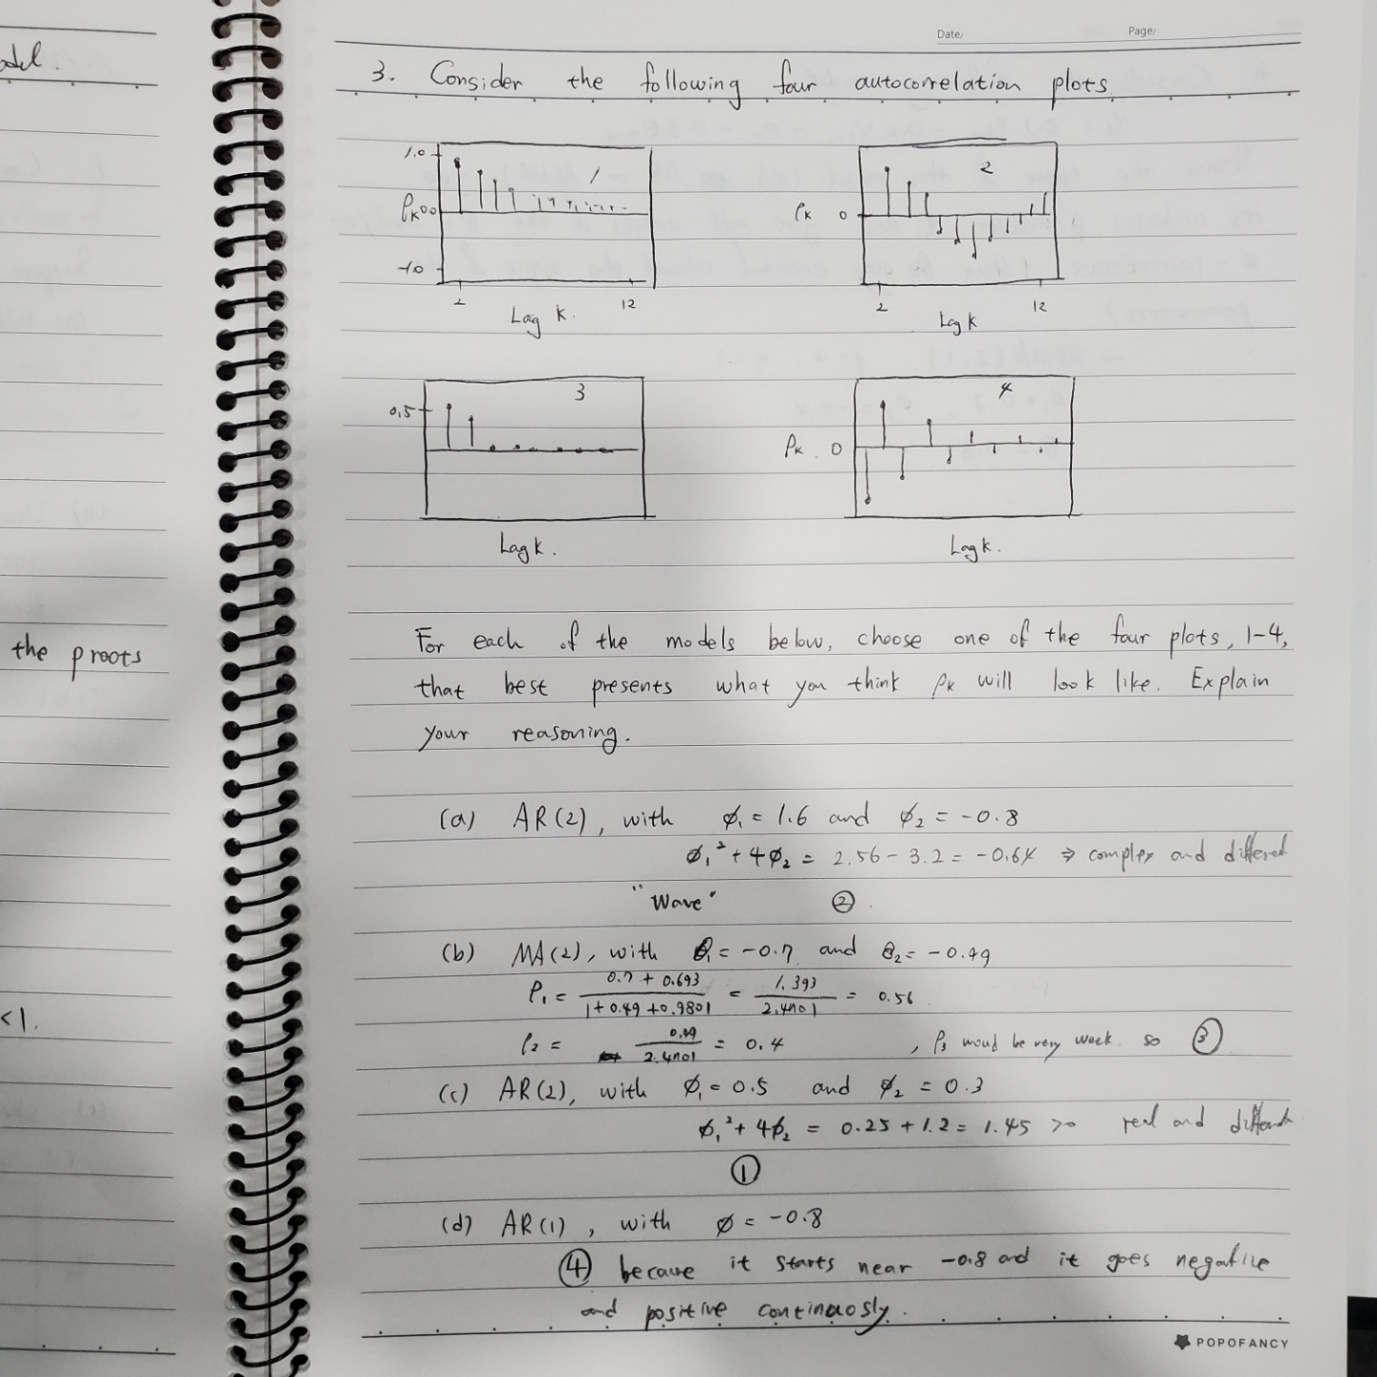 Date/ Page/
odel.
3. Consider the following four autocorrelation plots.
1.0 1 2
ρk 0.0 ρk 0
-1.0
2 12 2 12
Lag k. Lag k
3 4
0.5 ρk 0
Lag k. Lag k.
the proots
For each of the models below, choose one of the four plots, 1-4,
that best presents what you think ρk will look like. Explain
your reasoning.
(a) AR(2), with φ₁ = 1.6 and φ₂ = -0.8
φ₁² + 4φ₂ = 2.56 - 3.2 = -0.64 ⇒ complex and different
"Wave" ②.
(b) MA(2), with θ₁ = -0.7 and θ₂ = -0.99
ρ₁ = (0.7 + 0.693)/(1 + 0.49 + 0.9801) = 1.393/2.4701 = 0.56
ρ₂ = 0.99/2.4701 = 0.4 , ρ₃ would be very weak. so ③
<1.
(c) AR(2), with φ₁ = 0.5 and φ₂ = 0.3
φ₁² + 4φ₂ = 0.25 + 1.2 = 1.45 >0 real and different
①
(d) AR(1), with φ = -0.8
④ because it starts near -0.8 and it goes negative
and positive continuosly.
POPOFANCY